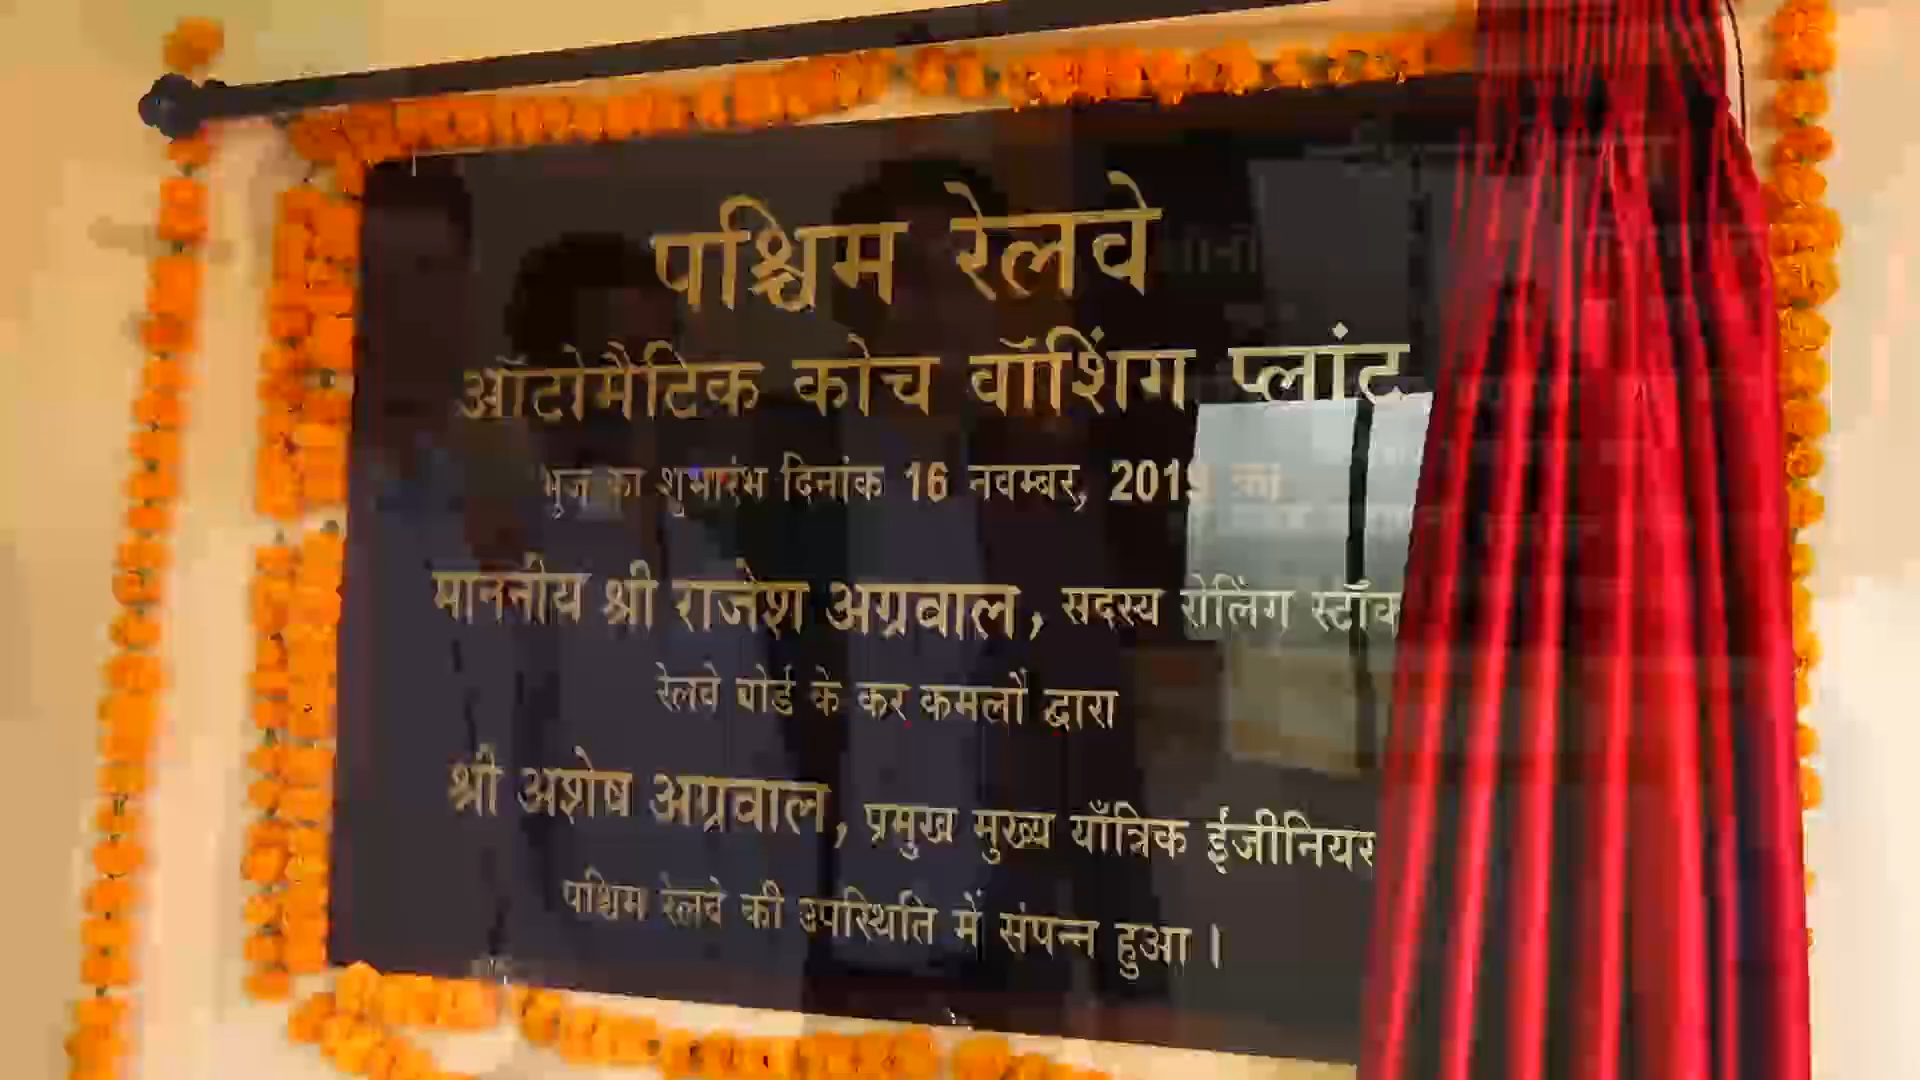 पश्चिम रेलवे
ऑटोमैटिक कोच वॉशिंग प्लांट
भुज का शुभारंभ दिनांक 16 नवम्बर, 2019 को
माननीय श्री राजेश अग्रवाल, सदस्य रोलिंग स्टॉक
रेलवे बोर्ड के कर कमलों द्वारा
श्री अशेष अग्रवाल, प्रमुख मुख्य याँत्रिक ईंजीनियर
पश्चिम रेलवे की उपस्थिति में संपन्न हुआ ।